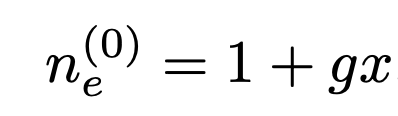 n_e^{(0)} = 1 + gx